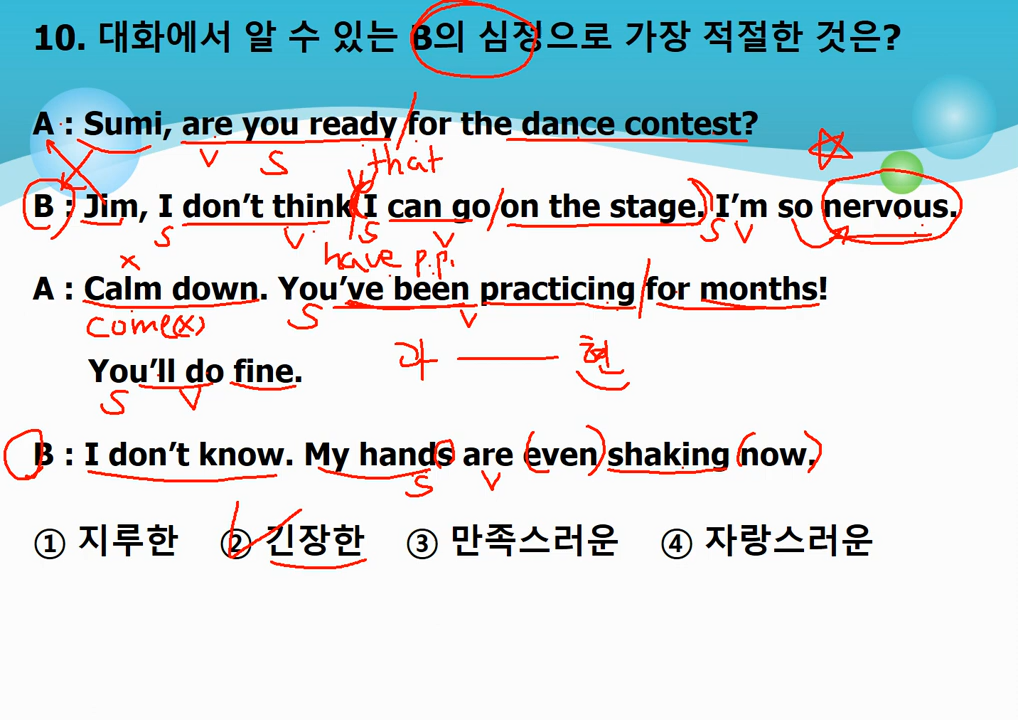 10. 대화에서 알 수 있는 B의 심정으로 가장 적절한 것은?
A : Sumi, are you ready for the dance contest?
V S that
B : Jim, I don't think I can go on the stage. I'm so nervous.
S V S V S V
x have p.p.
A : Calm down. You've been practicing for months!
come(x) S V
과 현
You'll do fine.
S V
B : I don't know. My hands are even shaking now.
S V
① 지루한 ② 긴장한 ③ 만족스러운 ④ 자랑스러운